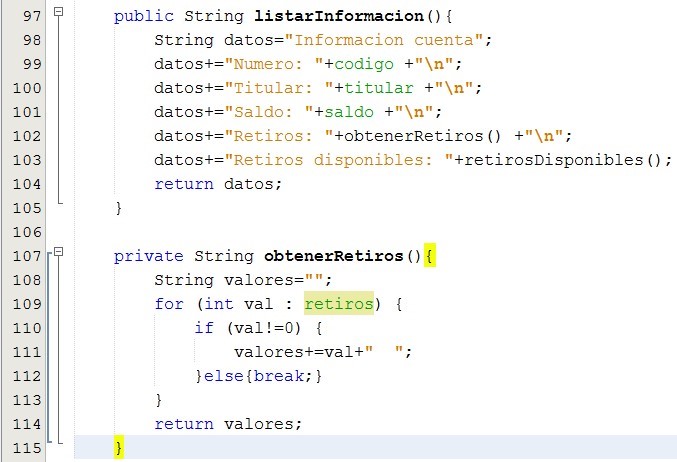 97 public String listarInformacion(){
98 String datos="Informacion cuenta";
99 datos+="Numero: "+codigo +"\n";
100 datos+="Titular: "+titular +"\n";
101 datos+="Saldo: "+saldo +"\n";
102 datos+="Retiros: "+obtenerRetiros() +"\n";
103 datos+="Retiros disponibles: "+retirosDisponibles();
104 return datos;
105 }
106
107 private String obtenerRetiros(){
108 String valores="";
109 for (int val : retiros) {
110 if (val!=0) {
111 valores+=val+"  ";
112 }else{break;}
113 }
114 return valores;
115 }